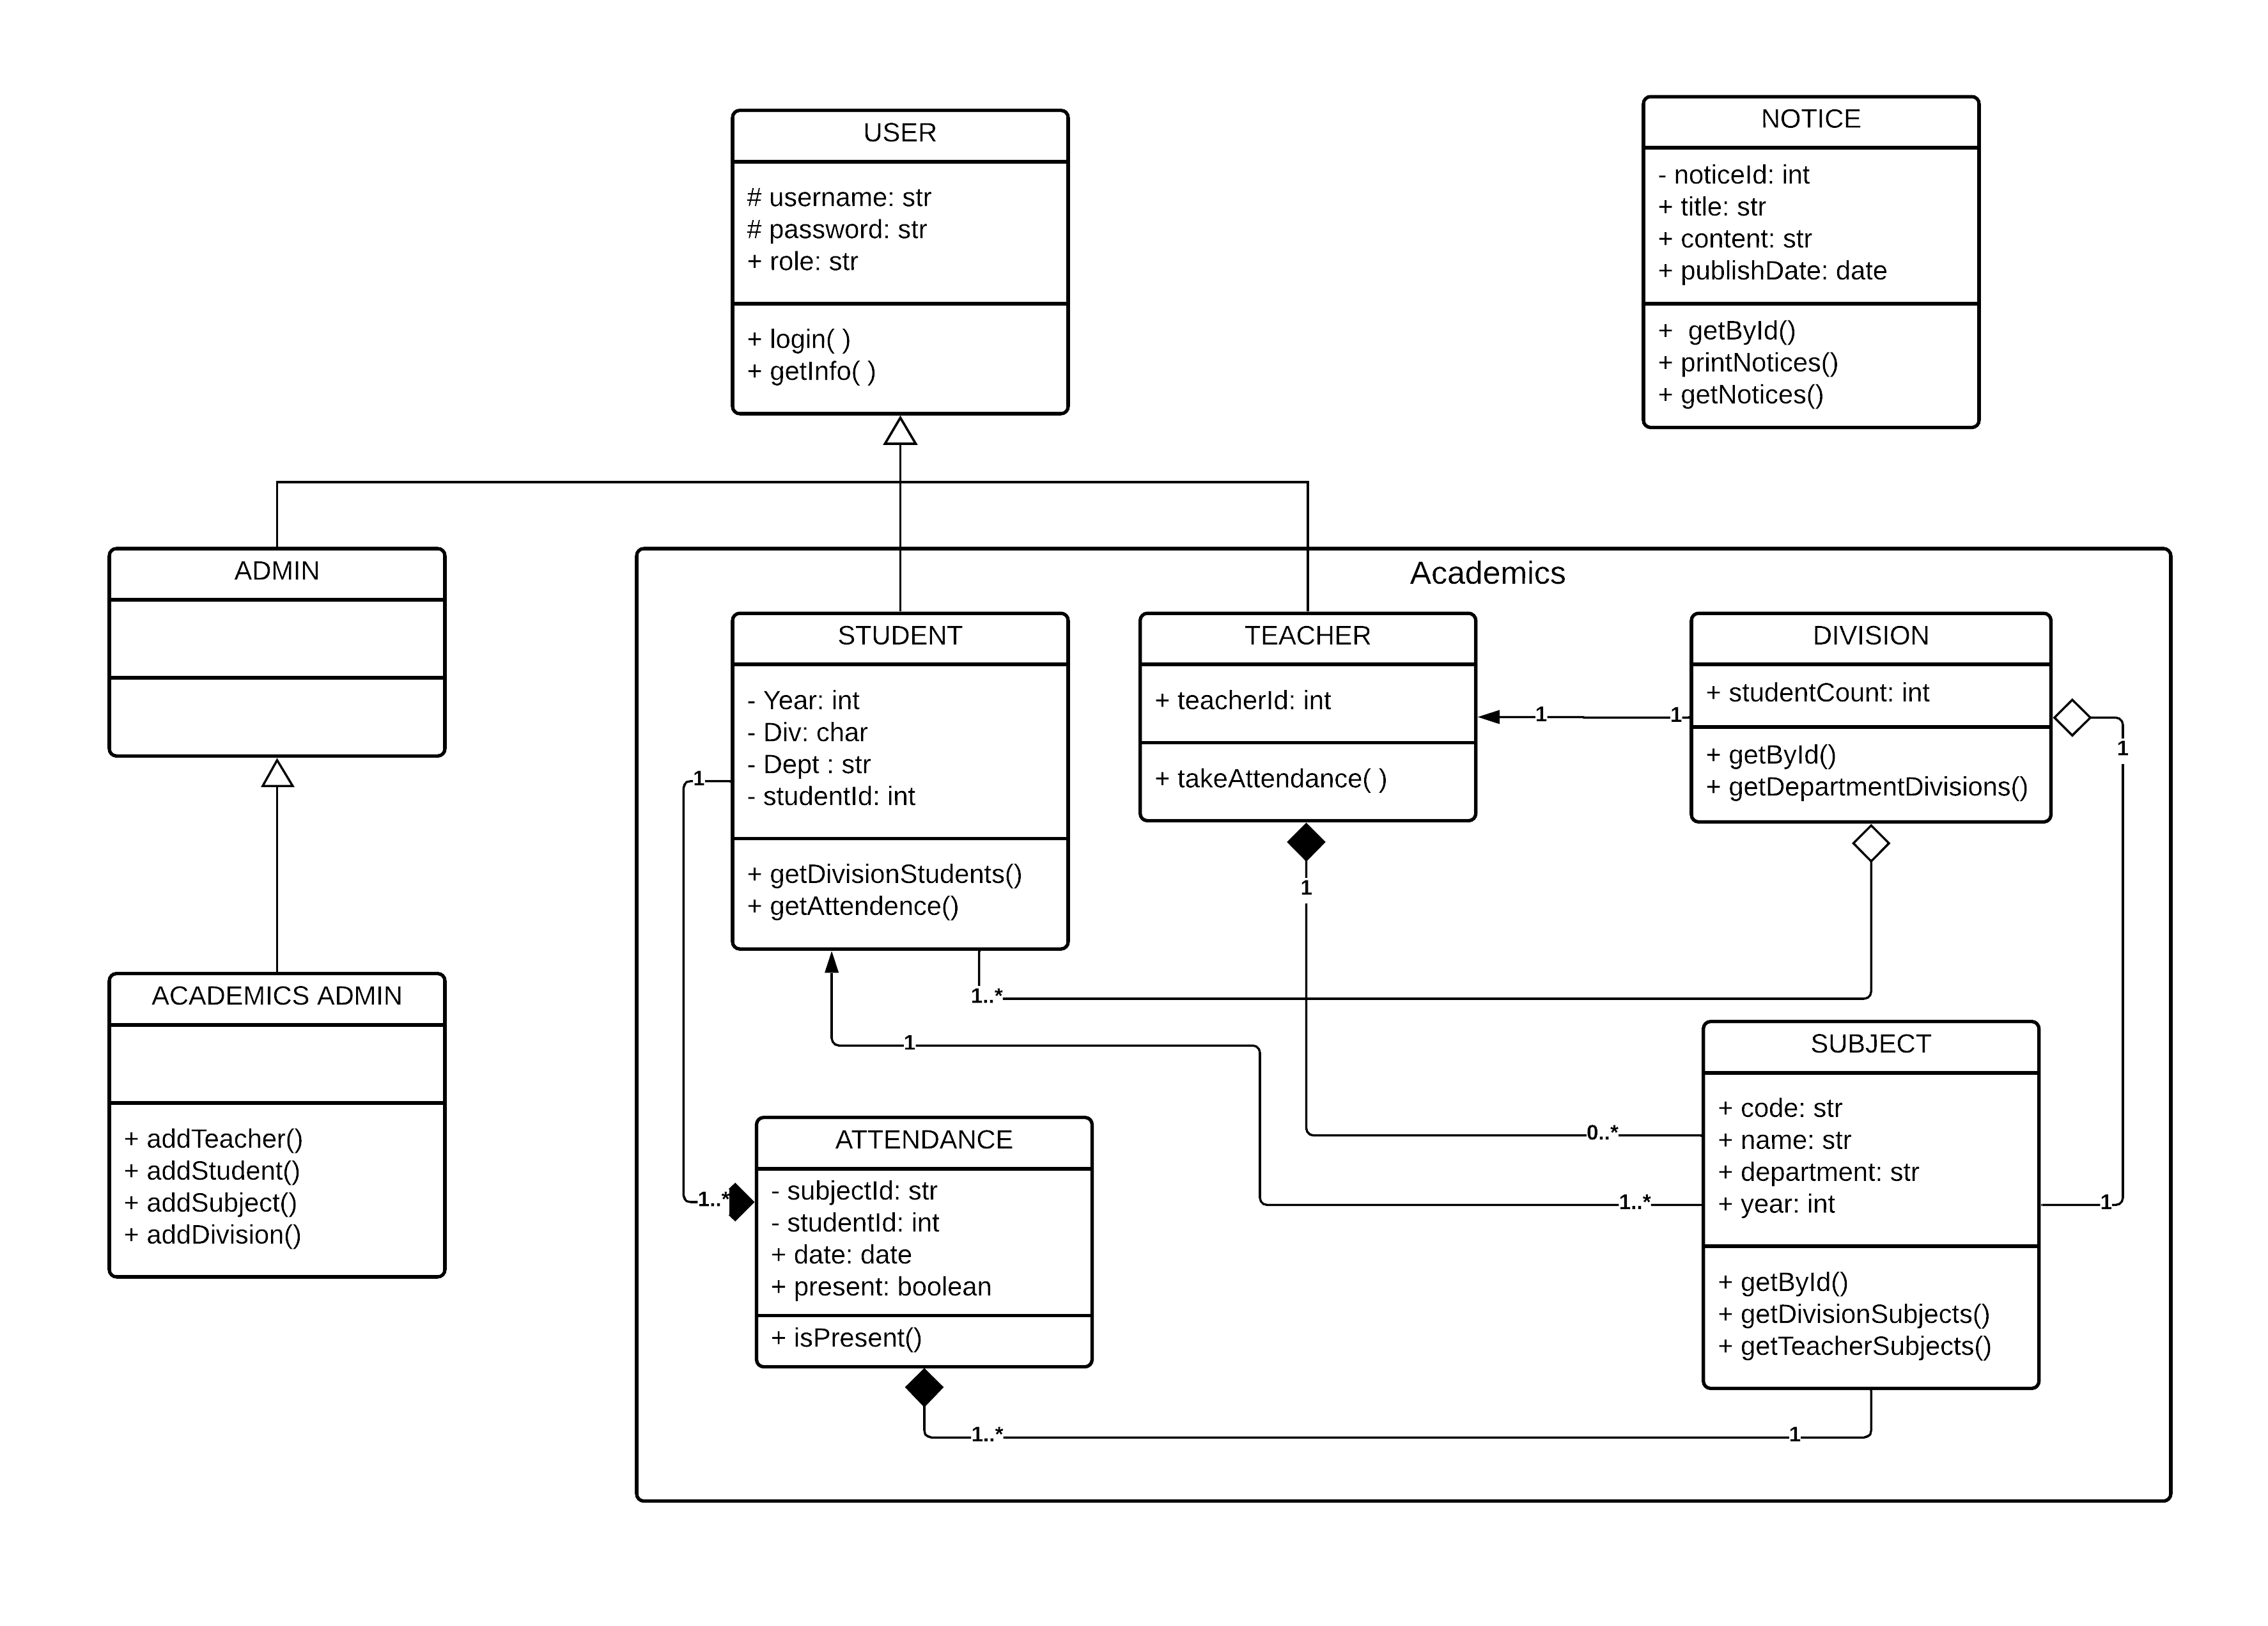 USER
# username: str
# password: str
+ role: str
+ login( )
+ getInfo( )
NOTICE
- noticeId: int
+ title: str
+ content: str
+ publishDate: date
+  getById()
+ printNotices()
+ getNotices()
ADMIN
ACADEMICS ADMIN
+ addTeacher()
+ addStudent()
+ addSubject()
+ addDivision()
Academics
STUDENT
- Year: int
- Div: char
- Dept : str
- studentId: int
+ getDivisionStudents()
+ getAttendence()
TEACHER
+ teacherId: int
+ takeAttendance( )
DIVISION
+ studentCount: int
+ getById()
+ getDepartmentDivisions()
1
1
1
1
1
1..*
1
0..*
1..*
1
1..*
ATTENDANCE
- subjectId: str
- studentId: int
+ date: date
+ present: boolean
+ isPresent()
SUBJECT
+ code: str
+ name: str
+ department: str
+ year: int
+ getById()
+ getDivisionSubjects()
+ getTeacherSubjects()
1..*
1